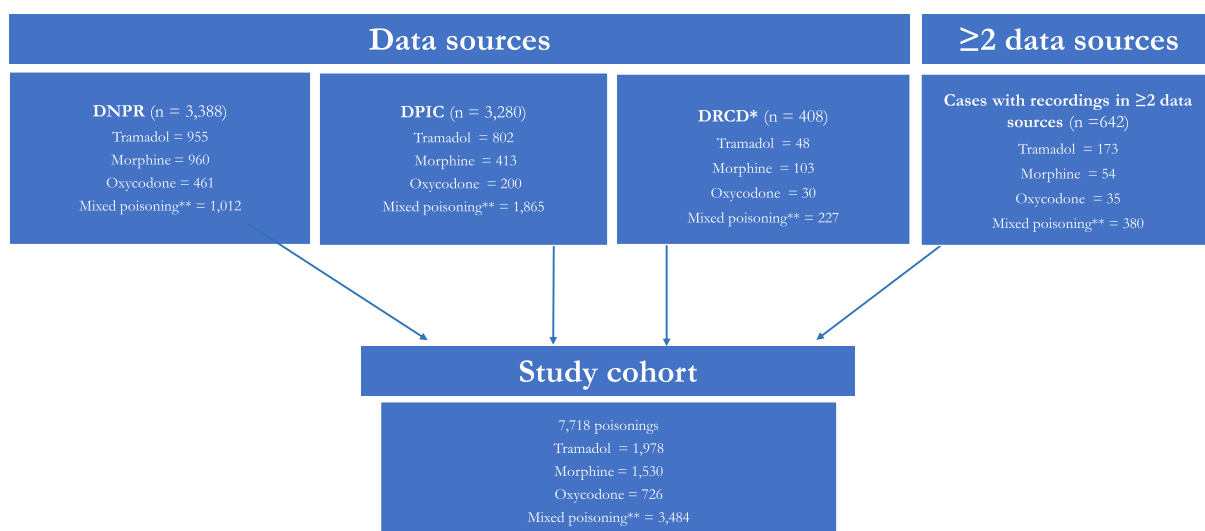 Data sources
≥2 data sources
DNPR (n = 3,388)
Tramadol = 955
Morphine = 960
Oxycodone = 461
Mixed poisoning** = 1,012
DPIC (n = 3,280)
Tramadol = 802
Morphine = 413
Oxycodone = 200
Mixed poisoning** = 1,865
DRCD* (n = 408)
Tramadol = 48
Morphine = 103
Oxycodone = 30
Mixed poisoning** = 227
Cases with recordings in ≥2 data
sources (n =642)
Tramadol = 173
Morphine = 54
Oxycodone = 35
Mixed poisoning** = 380
Study cohort
7,718 poisonings
Tramadol = 1,978
Morphine = 1,530
Oxycodone = 726
Mixed poisoning** = 3,484